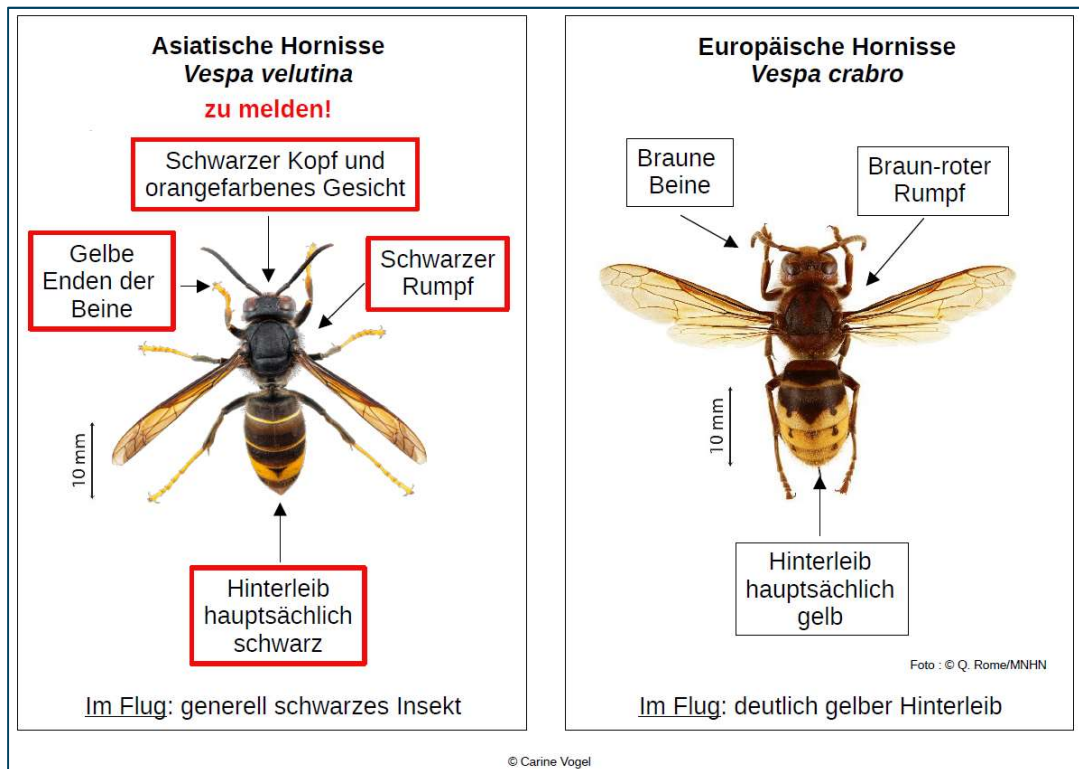 Asiatische Hornisse
Vespa velutina
zu melden!
Schwarzer Kopf und
orangefarbenes Gesicht
Gelbe
Enden der
Beine
Schwarzer
Rumpf
10 mm
Hinterleib
hauptsächlich
schwarz
Im Flug: generell schwarzes Insekt
Europäische Hornisse
Vespa crabro
Braune
Beine
Braun-roter
Rumpf
10 mm
Hinterleib
hauptsächlich
gelb
Foto : © Q. Rome/MNHN
Im Flug: deutlich gelber Hinterleib
© Carine Vogel